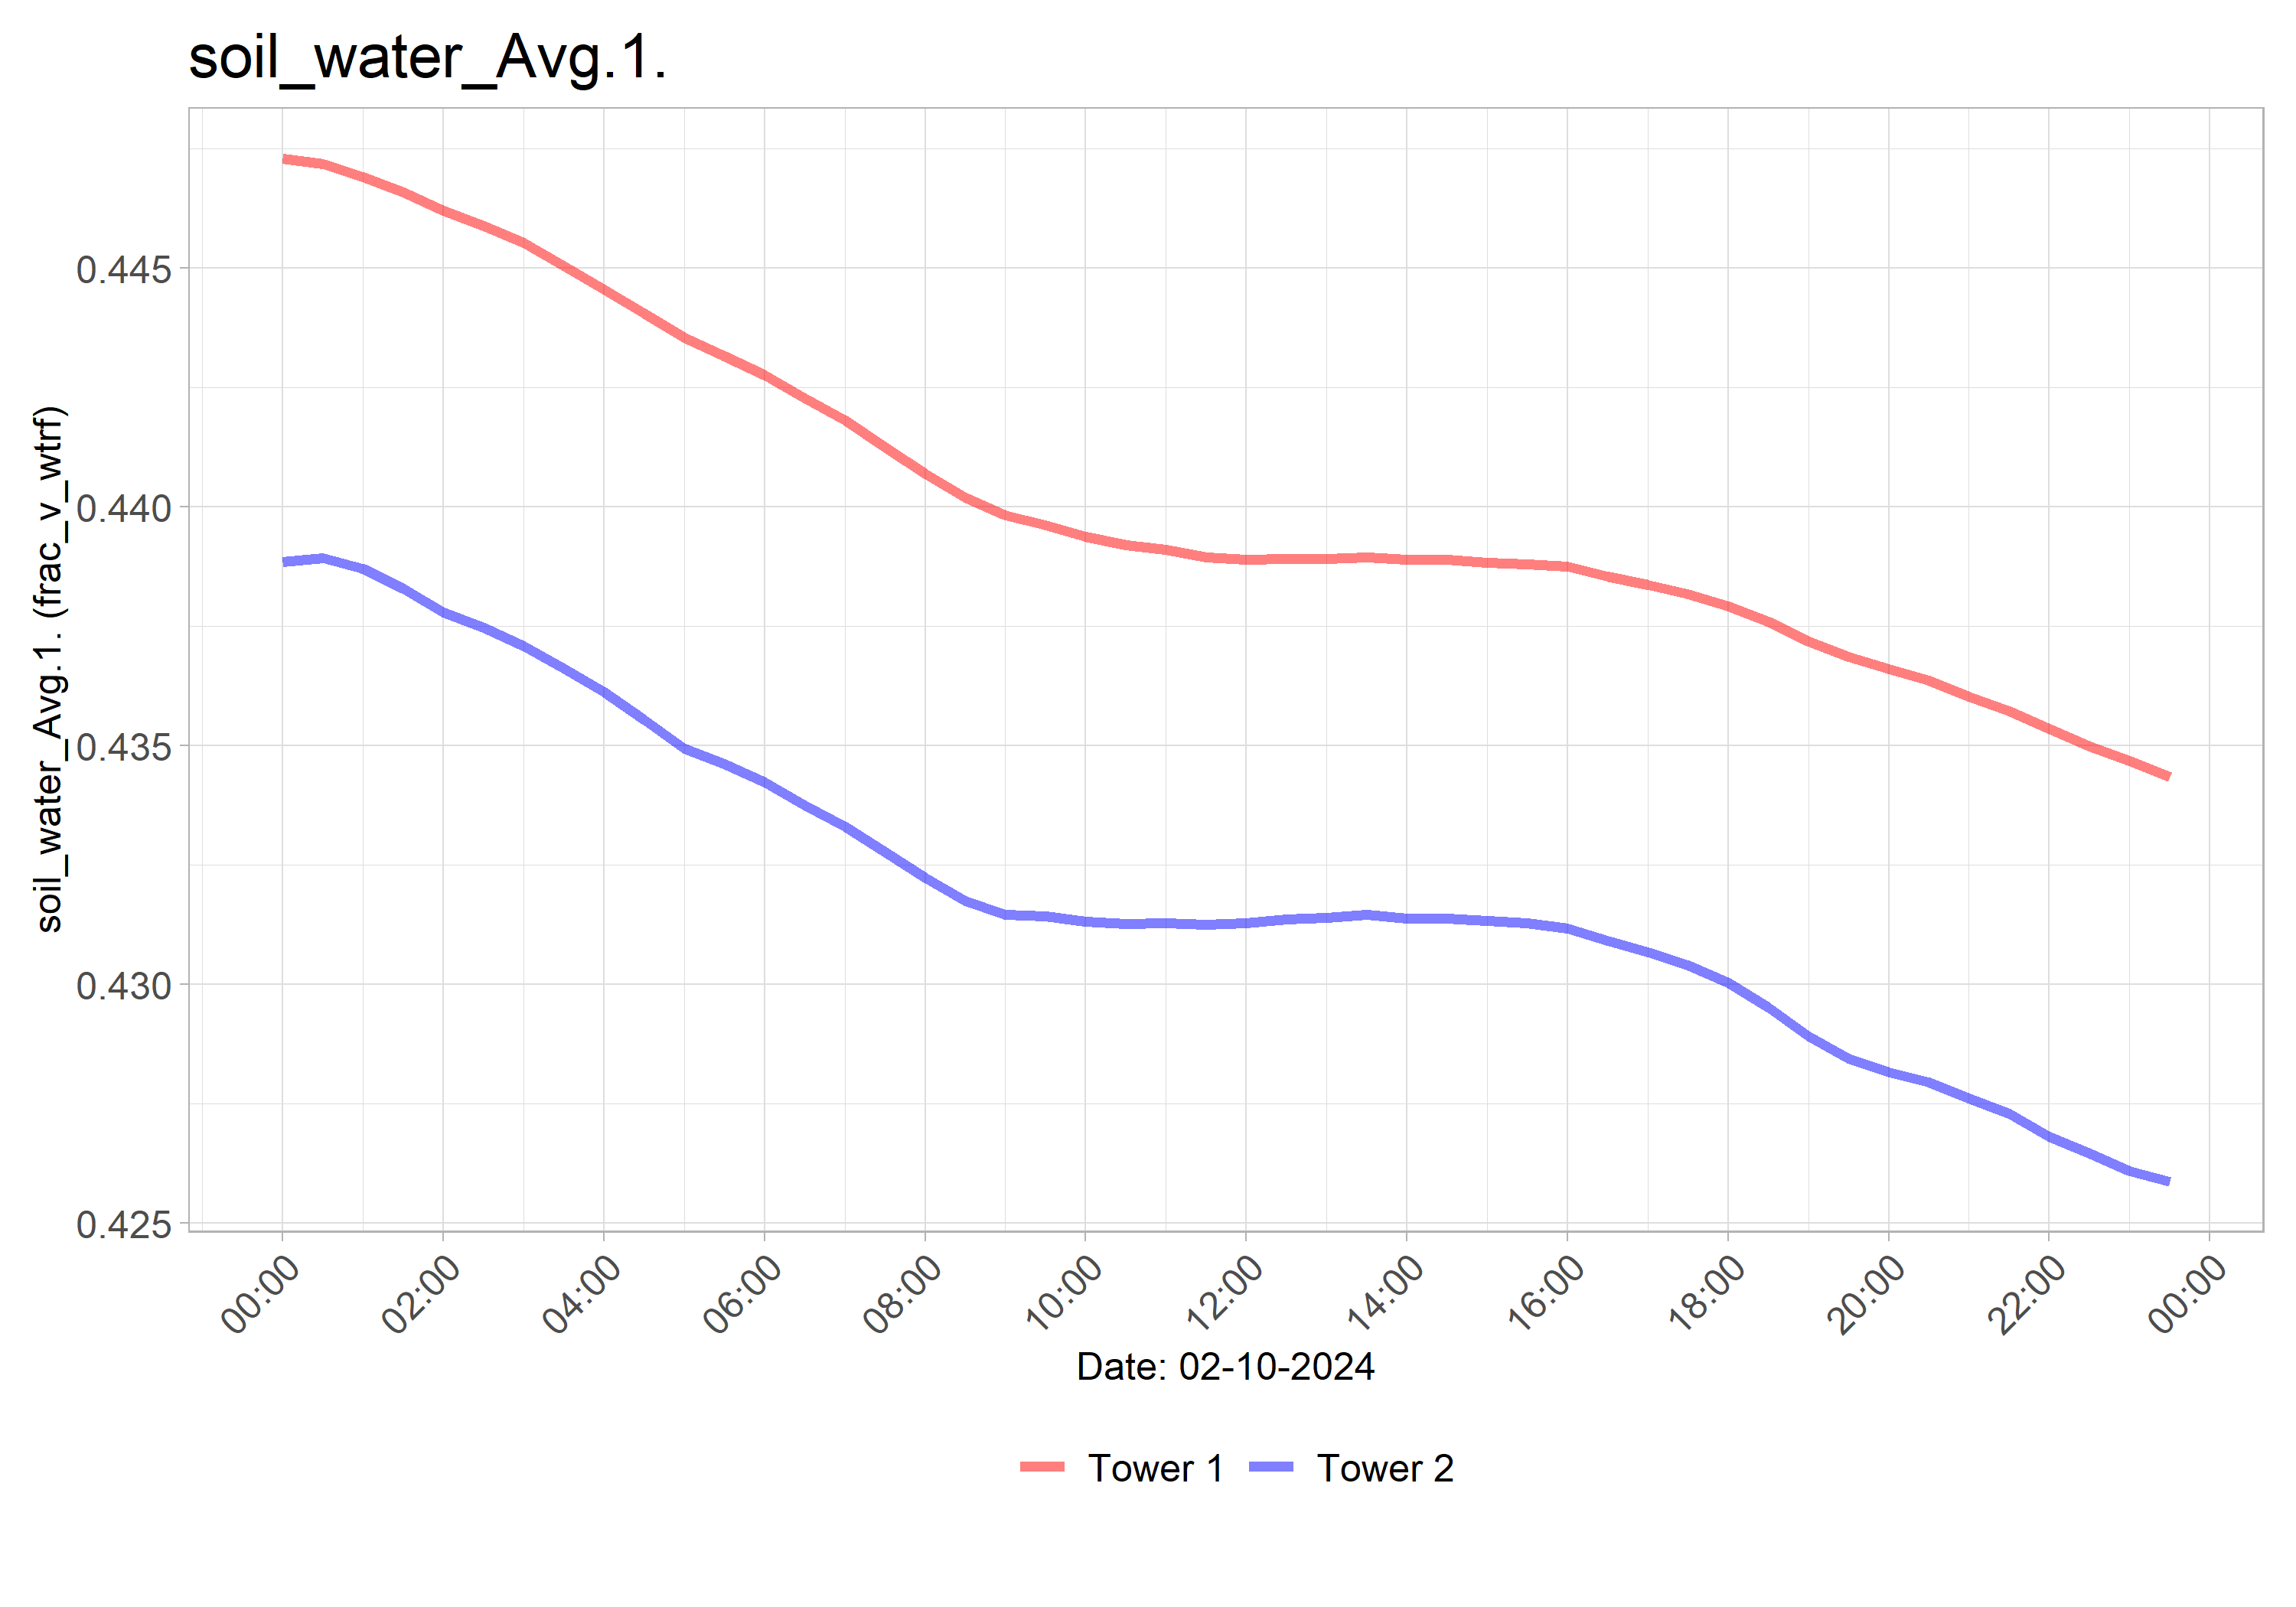 soil_water_Avg.1.
soil_water_Avg.1. (frac_v_wtrf)
0.445
0.440
0.435
0.430
0.425
00:00 02:00 04:00 06:00 08:00 10:00 12:00 14:00 16:00 18:00 20:00 22:00 00:00
Date: 02-10-2024
Tower 1 Tower 2